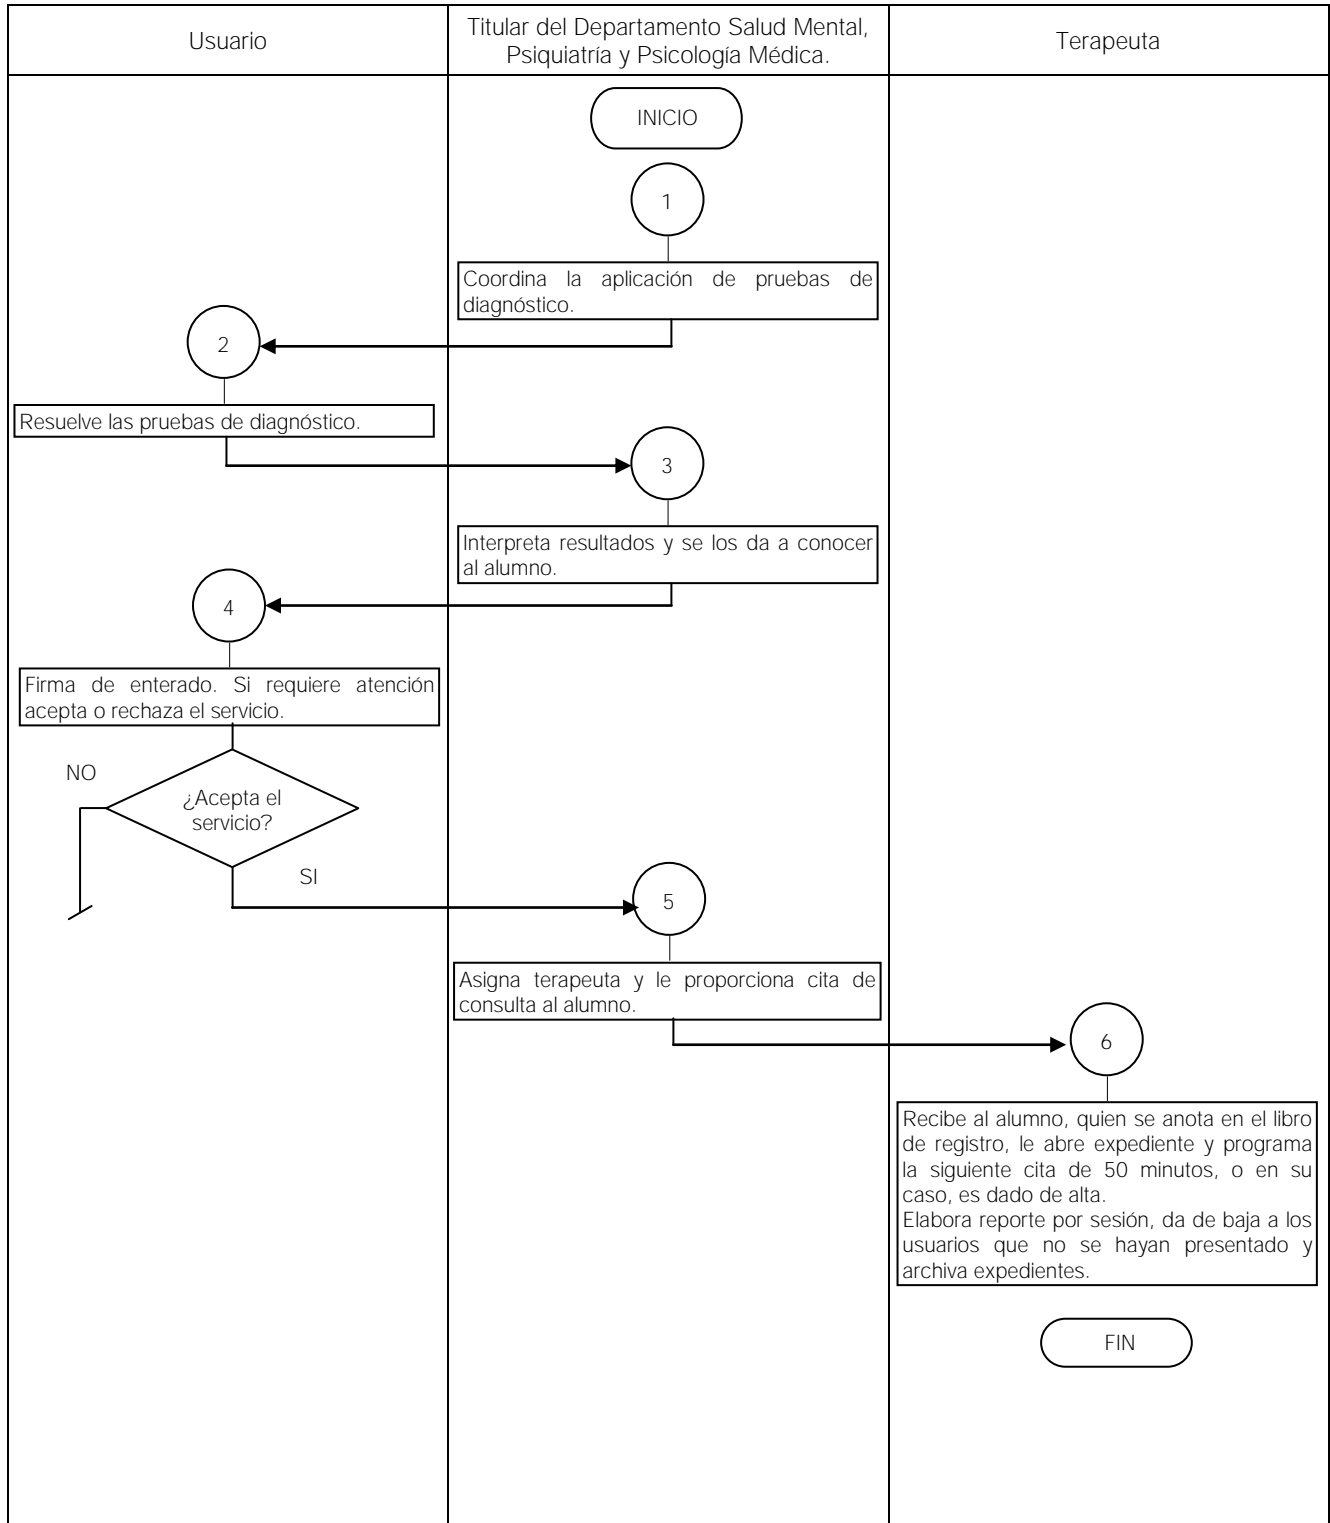 Usuario
Titular del Departamento Salud Mental,
Psiquiatría y Psicología Médica.
Terapeuta
INICIO
1
Coordina la aplicación de pruebas de
diagnóstico.
2
Resuelve las pruebas de diagnóstico.
3
Interpreta resultados y se los da a conocer
al alumno.
4
Firma de enterado. Si requiere atención
acepta o rechaza el servicio.
NO
¿Acepta el
servicio?
SI
5
Asigna terapeuta y le proporciona cita de
consulta al alumno.
6
Recibe al alumno, quien se anota en el libro
de registro, le abre expediente y programa
la siguiente cita de 50 minutos, o en su
caso, es dado de alta.
Elabora reporte por sesión, da de baja a los
usuarios que no se hayan presentado y
archiva expedientes.
FIN